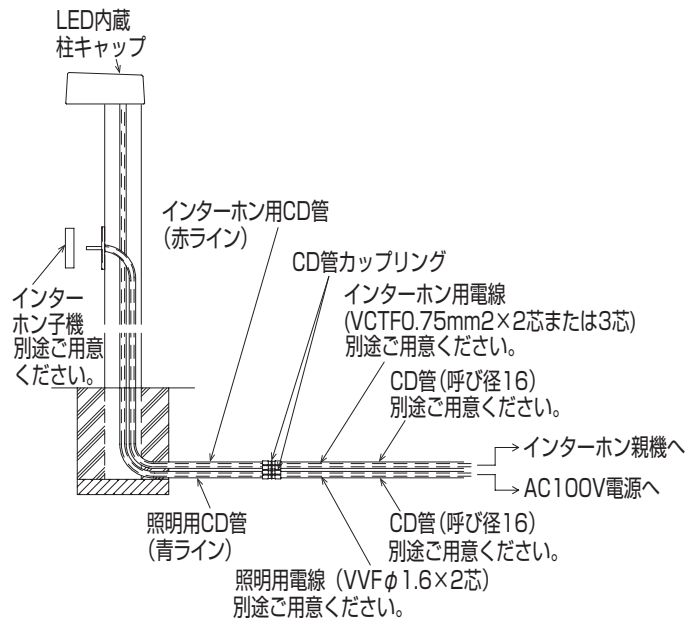 LED内蔵
柱キャップ
インターホン用CD管
(赤ライン)
CD管カップリング
インター
ホン子機
別途ご用意
ください。
インターホン用電線
(VCTF0.75mm2×2芯または3芯)
別途ご用意ください。
CD管(呼び径16)
別途ご用意ください。
インターホン親機へ
AC100V電源へ
照明用CD管
(青ライン)
CD管(呼び径16)
別途ご用意ください。
照明用電線(VVFφ1.6×2芯)
別途ご用意ください。